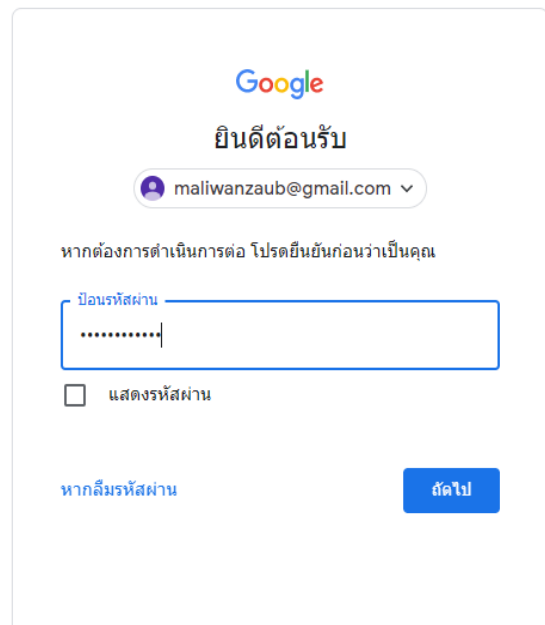 Google
ยินดีต้อนรับ
maliwanzaub@gmail.com
หากต้องการดำเนินการต่อ โปรดยืนยันก่อนว่าเป็นคุณ
ป้อนรหัสผ่าน
••••••••••••
แสดงรหัสผ่าน
หากลืมรหัสผ่าน
ถัดไป